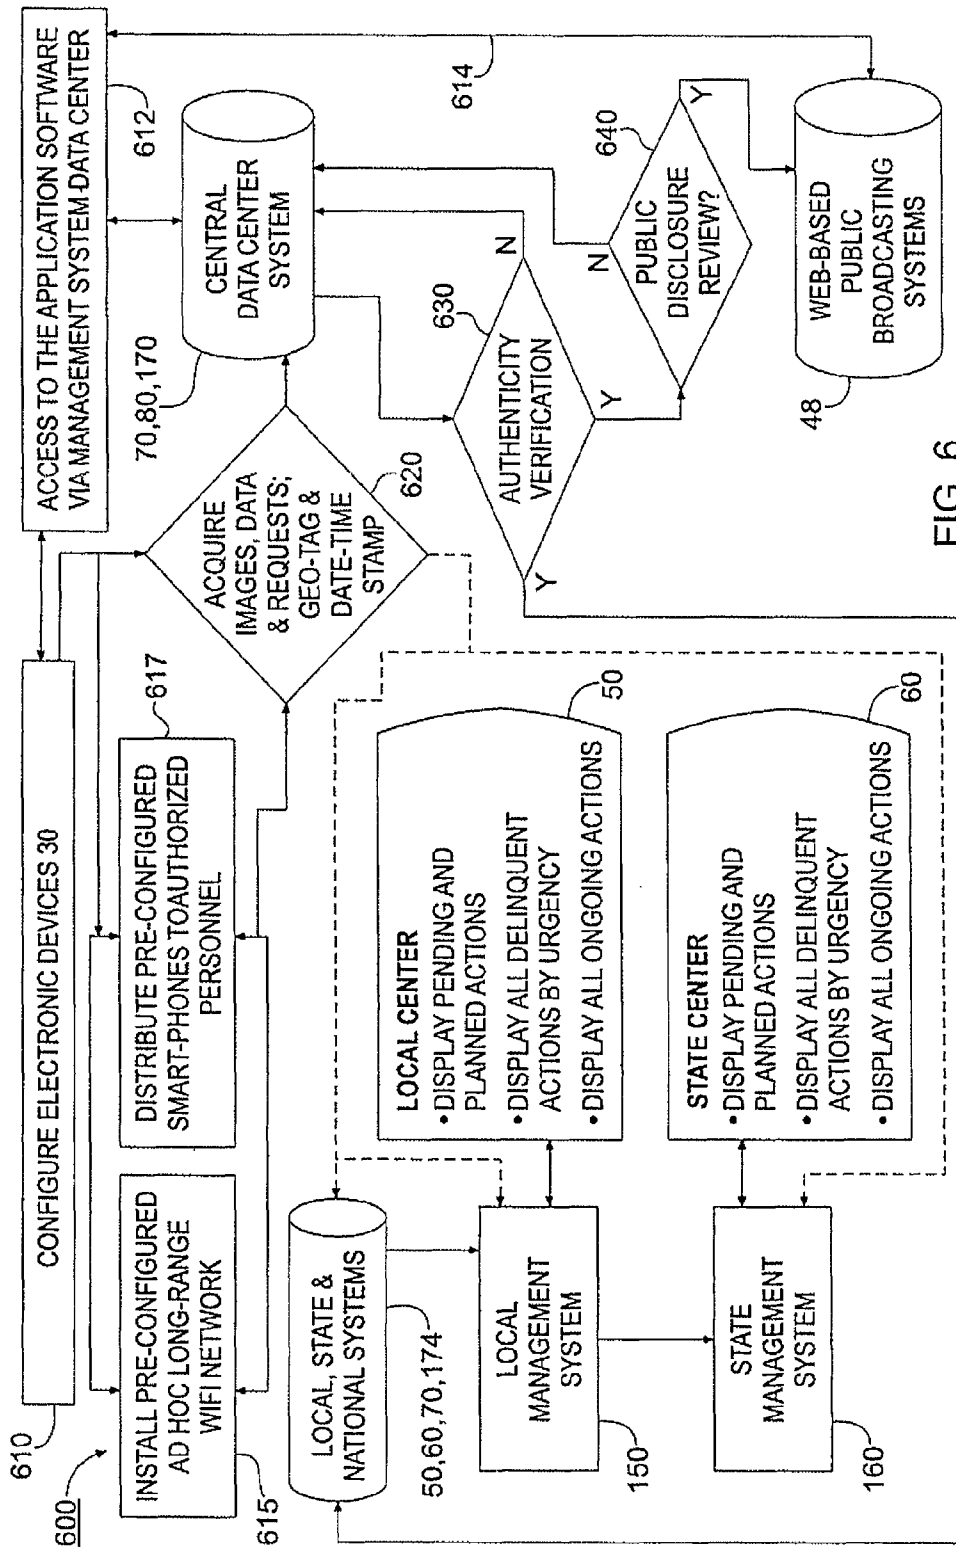 600
610
CONFIGURE ELECTRONIC DEVICES 30
ACCESS TO THE APPLICATION SOFTWARE
VIA MANAGEMENT SYSTEM-DATA CENTER
612
614
INSTALL PRE-CONFIGURED
AD HOC LONG-RANGE
WIFI NETWORK
615
DISTRIBUTE PRE-CONFIGURED
SMART-PHONES TOAUTHORIZED
PERSONNEL
617
ACQUIRE
IMAGES, DATA
& REQUESTS;
GEO-TAG &
DATE-TIME
STAMP
620
CENTRAL
DATA CENTER
SYSTEM
70,80,170
LOCAL, STATE &
NATIONAL SYSTEMS
50,60,70,174
LOCAL
MANAGEMENT
SYSTEM
150
STATE
MANAGEMENT
SYSTEM
160
LOCAL CENTER
• DISPLAY PENDING AND
PLANNED ACTIONS
• DISPLAY ALL DELINQUENT
ACTIONS BY URGENCY
• DISPLAY ALL ONGOING ACTIONS
50
STATE CENTER
• DISPLAY PENDING AND
PLANNED ACTIONS
• DISPLAY ALL DELINQUENT
ACTIONS BY URGENCY
• DISPLAY ALL ONGOING ACTIONS
60
AUTHENTICITY
VERIFICATION
630
N
Y
Y
PUBLIC
DISCLOSURE
REVIEW?
640
N
Y
WEB-BASED
PUBLIC
BROADCASTING
SYSTEMS
48
FIG. 6